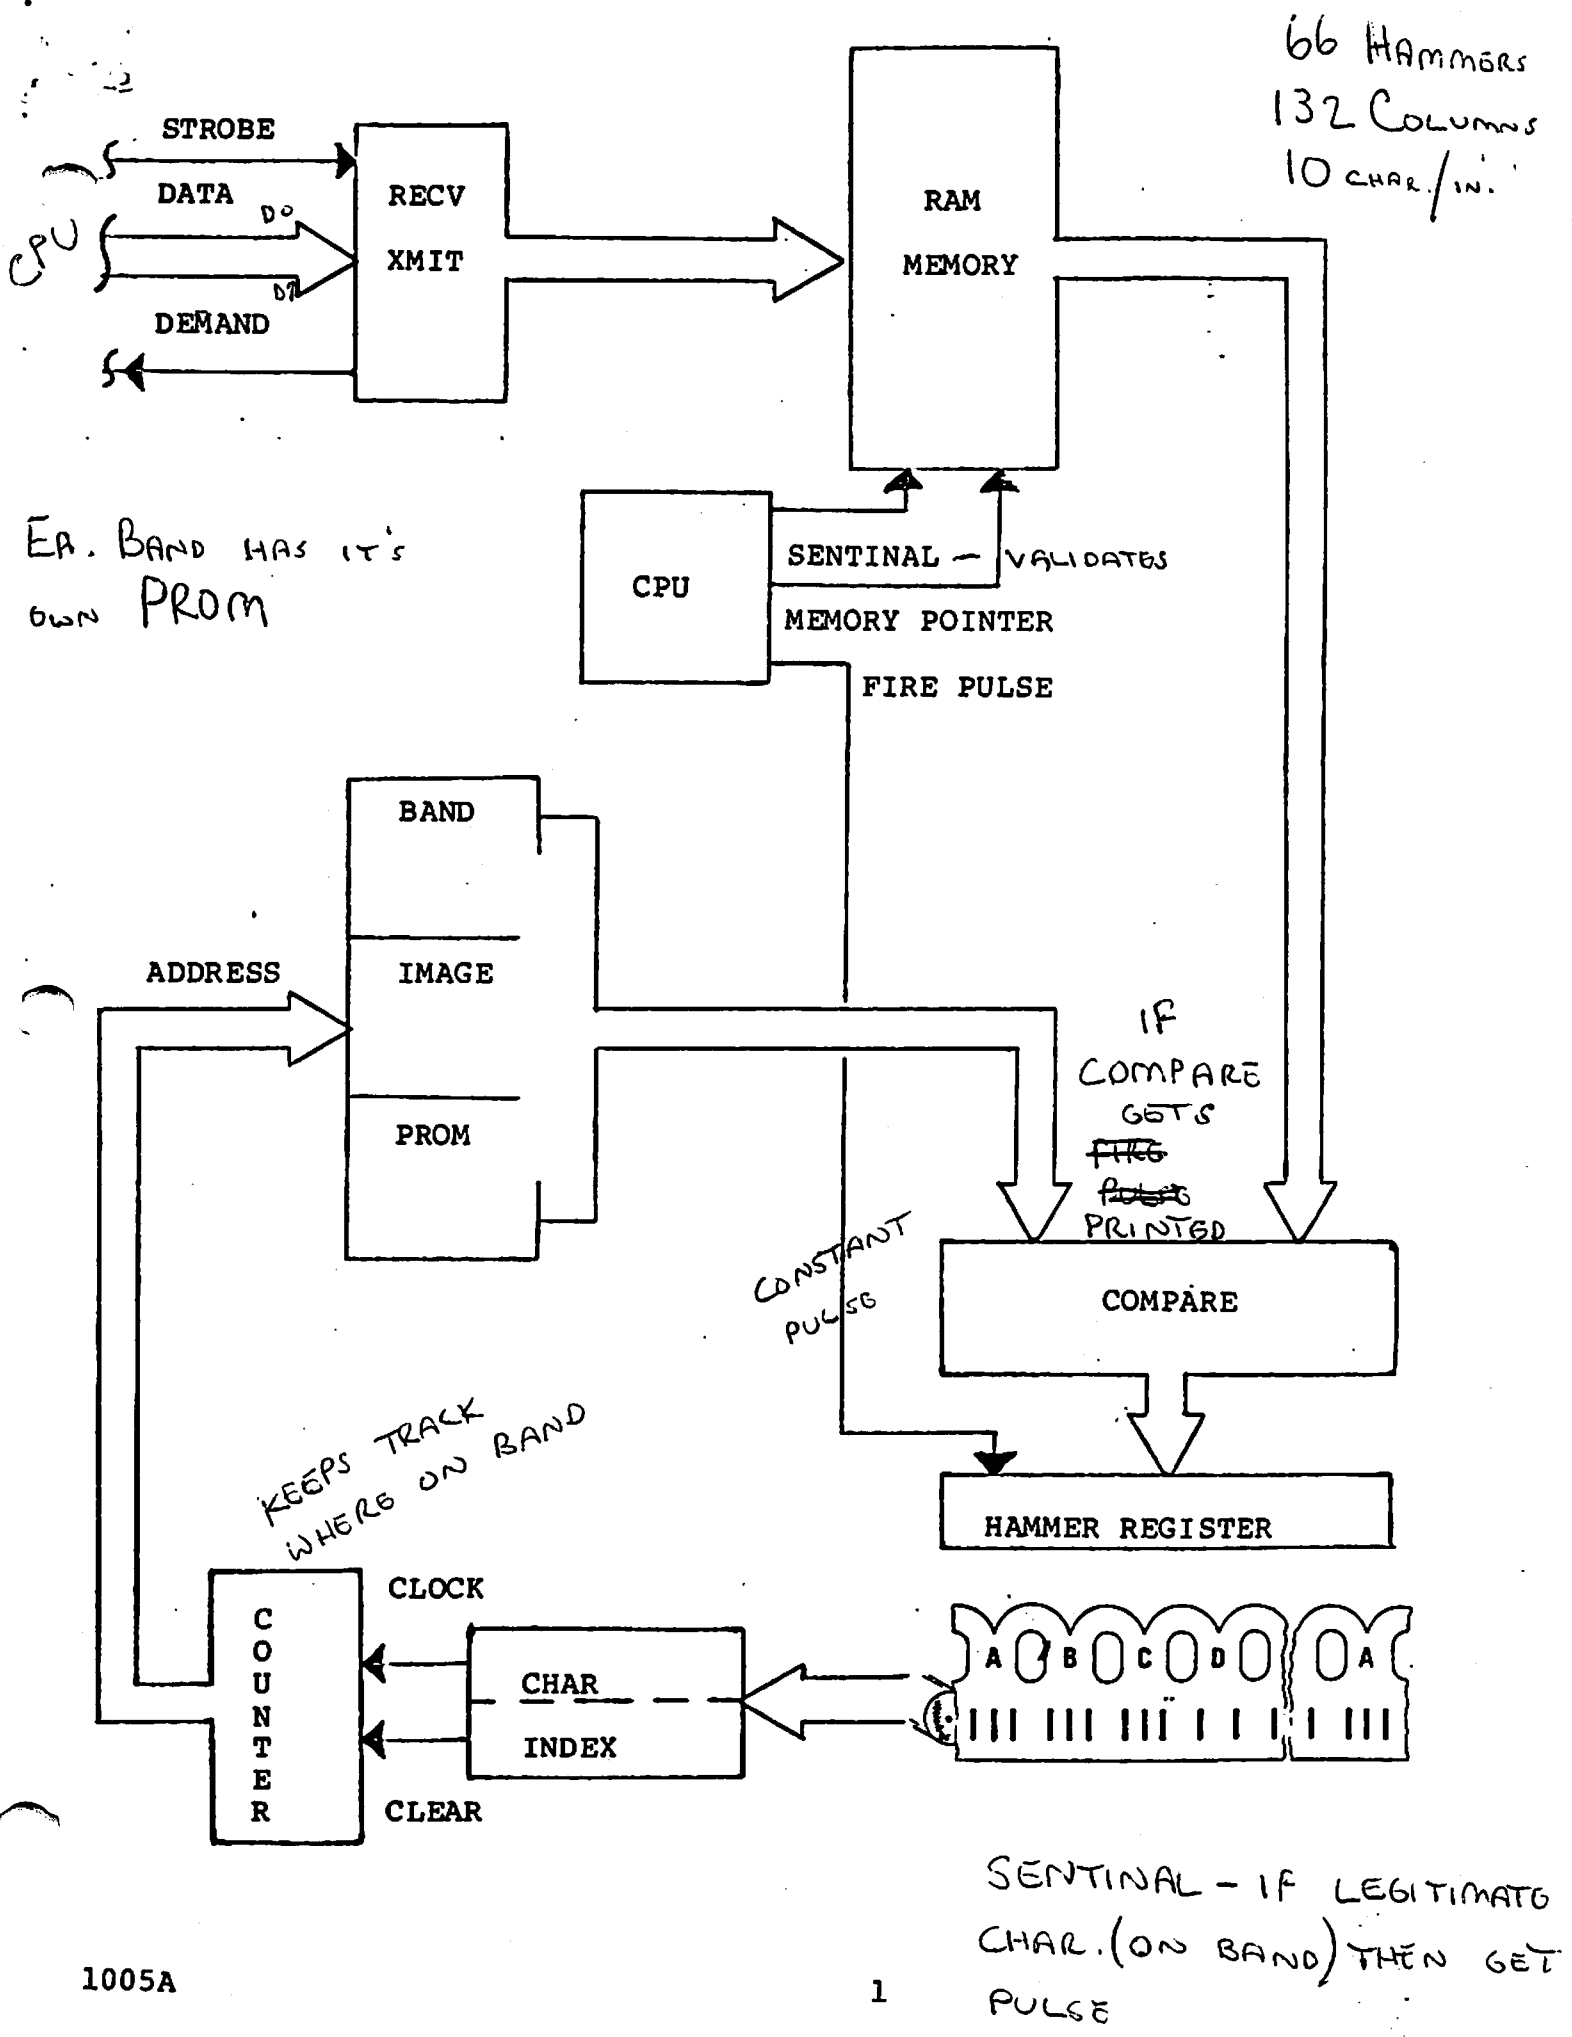 66 HAMMERS
132 COLUMNS
10 CHAR./IN.
STROBE
DATA
D0
CPU
D7
DEMAND
RECV
XMIT
RAM
MEMORY
EA. BAND HAS IT'S
OWN PROM
CPU
SENTINAL — VALIDATES
MEMORY POINTER
FIRE PULSE
BAND
IMAGE
PROM
ADDRESS
IF
COMPARE
GETS
FIRE
PULSE
PRINTED
CONSTANT
PULSE
COMPARE
HAMMER REGISTER
KEEPS TRACK
WHERE ON BAND
COUNTER
CLOCK
CLEAR
CHAR
INDEX
A B C D A
SENTINAL - IF LEGITIMATE
CHAR. (ON BAND) THEN GET
PULSE
1005A
1